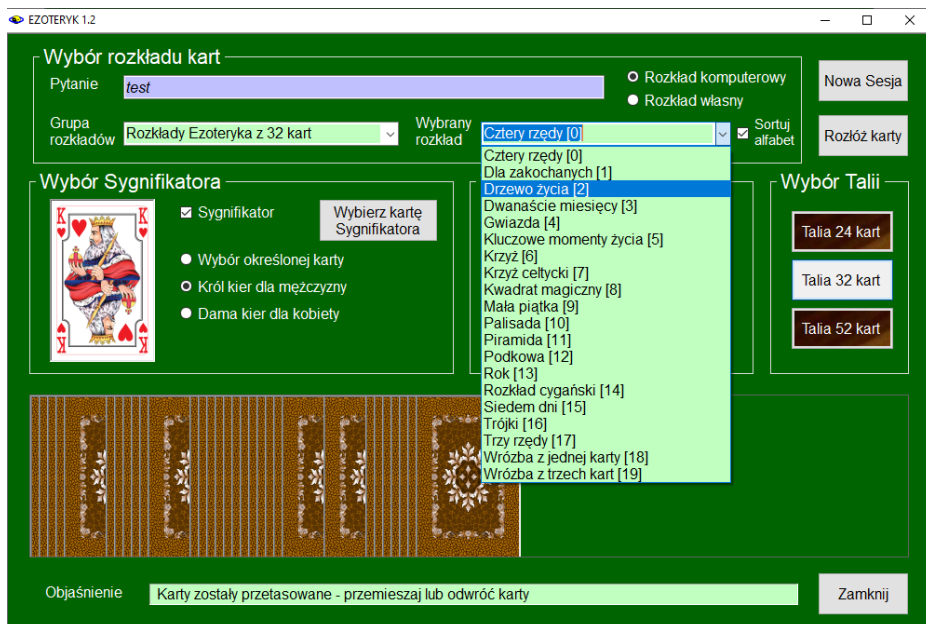 EZOTERYK 1.2
Wybór rozkładu kart
Pytanie
test
Rozkład komputerowy
Rozkład własny
Nowa Sesja
Grupa
rozkładów
Rozkłady Ezoteryka z 32 kart
Wybrany
rozkład
Cztery rzędy [0]
Sortuj
alfabet
Rozłóż karty
Cztery rzędy [0]
Dla zakochanych [1]
Drzewo życia [2]
Dwanaście miesięcy [3]
Gwiazda [4]
Kluczowe momenty życia [5]
Krzyż [6]
Krzyż celtycki [7]
Kwadrat magiczny [8]
Mała piątka [9]
Palisada [10]
Piramida [11]
Podkowa [12]
Rok [13]
Rozkład cygański [14]
Siedem dni [15]
Trójki [16]
Trzy rzędy [17]
Wróżba z jednej karty [18]
Wróżba z trzech kart [19]
Wybór Sygnifikatora
K
K
K
K
Sygnifikator
Wybierz kartę
Sygnifikatora
Wybór określonej karty
Król kier dla mężczyzny
Dama kier dla kobiety
Wybór Talii
Talia 24 kart
Talia 32 kart
Talia 52 kart
Objaśnienie
Karty zostały przetasowane - przemieszaj lub odwróć karty
Zamknij